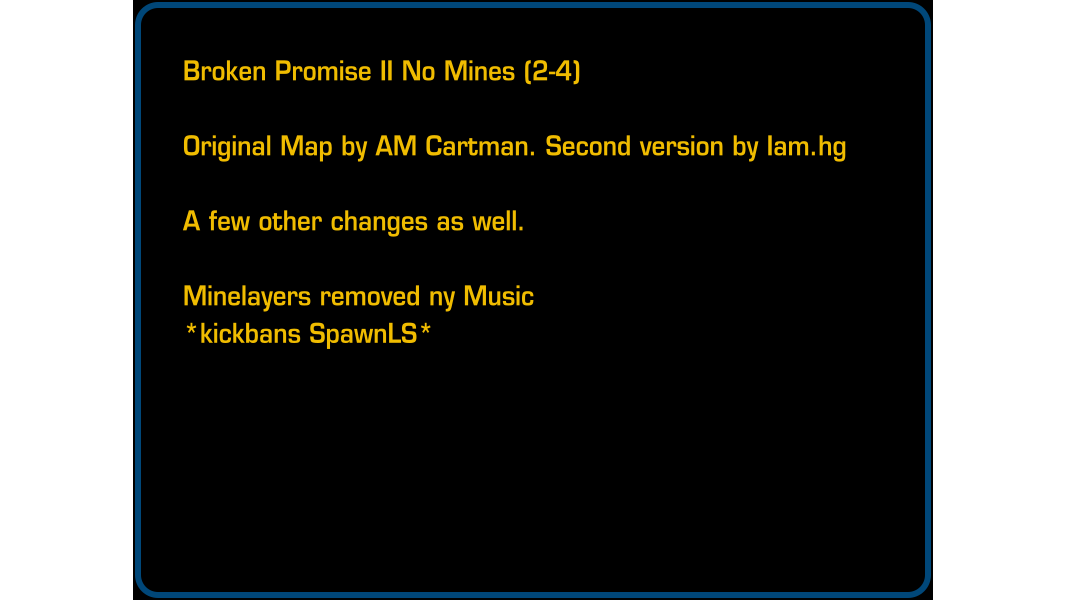 Broken Promise II No Mines (2-4)
Original Map by AM Cartman. Second version by lam.hg
A few other changes as well.
Minelayers removed ny Music
*kickbans SpawnLS*